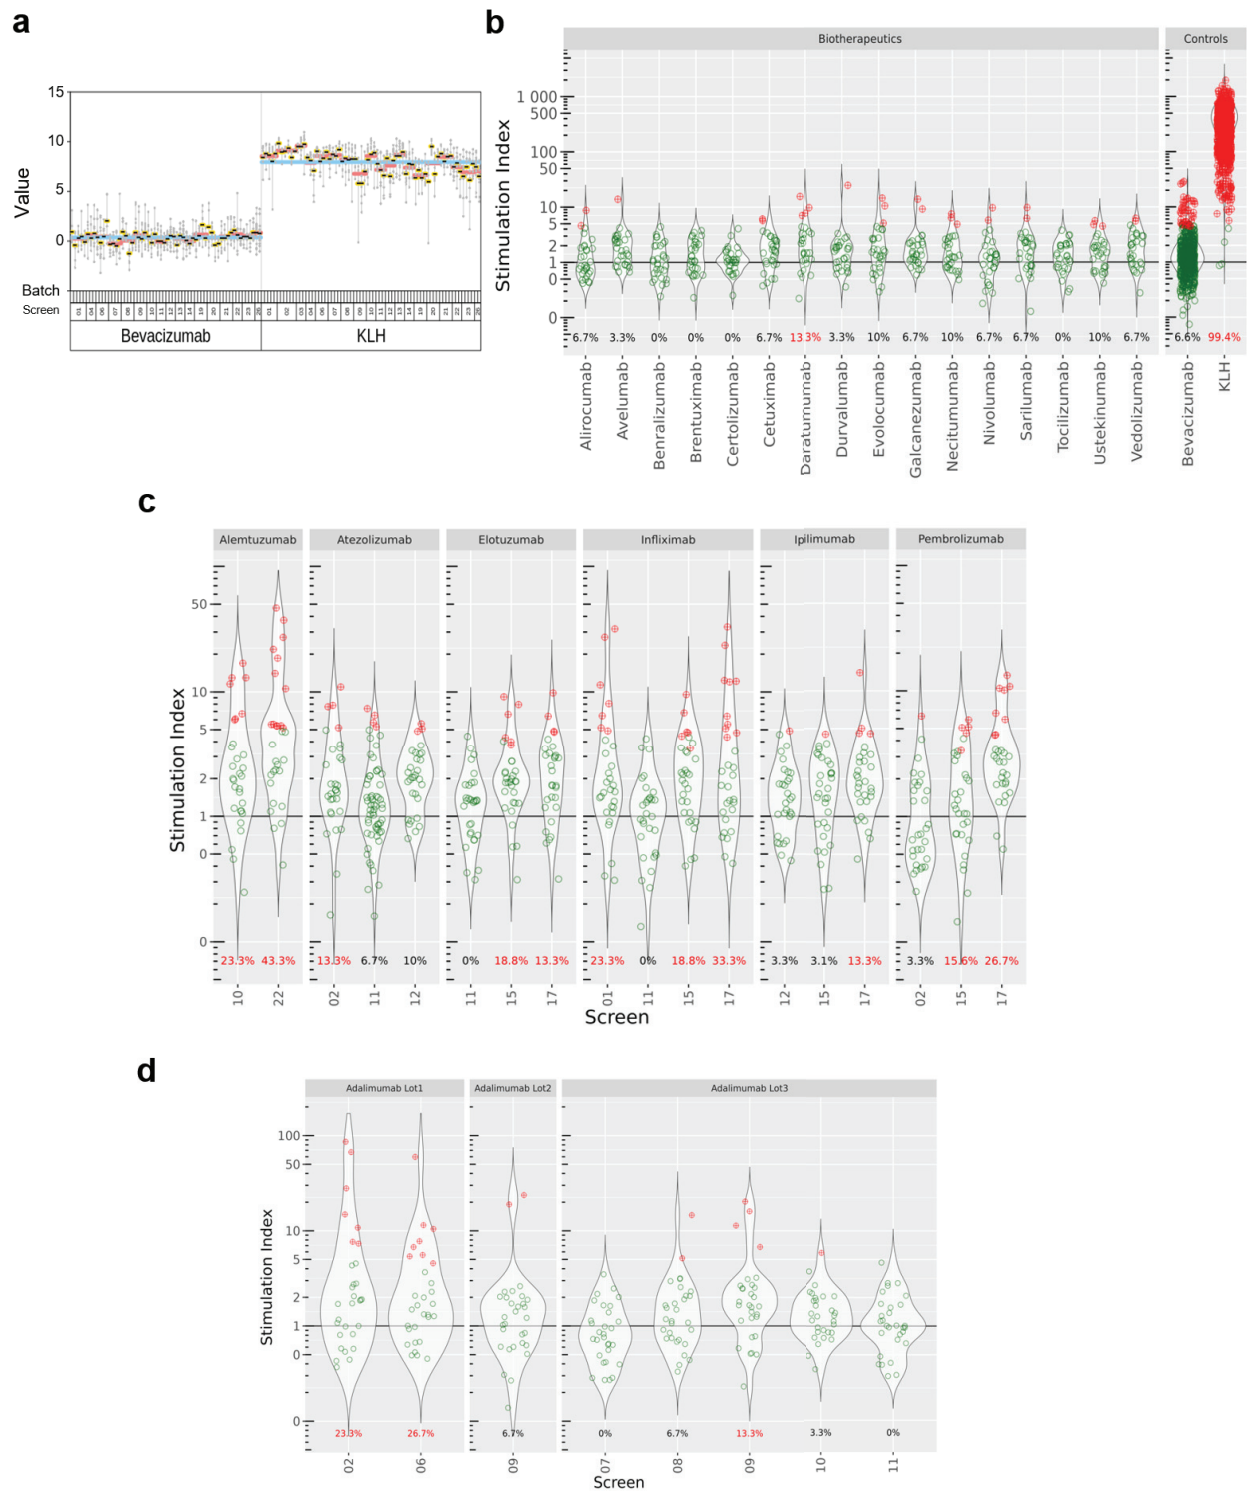 a
15
10
5
0
Value
Batch
Screen
Bevacizumab
KLH
b
Biotherapeutics
Controls
Stimulation Index
1 000
500
100
50
10
5
2
1
0
0
6.7% 3.3% 0% 0% 0% 6.7% 13.3% 3.3% 10% 6.7% 10% 6.7% 6.7% 0% 10% 6.7% 6.6% 99.4%
Alirocumab
Avelumab
Benralizumab
Brentuximab
Certolizumab
Cetuximab
Daratumumab
Durvalumab
Evolocumab
Galcanezumab
Necitumumab
Nivolumab
Sarilumab
Tocilizumab
Ustekinumab
Vedolizumab
Bevacizumab
KLH
c
Alemtuzumab
Atezolizumab
Elotuzumab
Infliximab
Ipilimumab
Pembrolizumab
Stimulation Index
50
10
5
2
1
0
0
23.3% 43.3% 13.3% 6.7% 10% 0% 18.8% 13.3% 23.3% 0% 18.8% 33.3% 3.3% 3.1% 13.3% 3.3% 15.6% 26.7%
10 22 02 11 12 11 15 17 01 11 15 17 12 15 17 02 15 17
Screen
d
Adalimumab Lot1
Adalimumab Lot2
Adalimumab Lot3
Stimulation Index
100
50
10
5
2
1
0
0
23.3% 26.7% 6.7% 0% 6.7% 13.3% 3.3% 0%
02 06 09 07 08 09 10 11
Screen